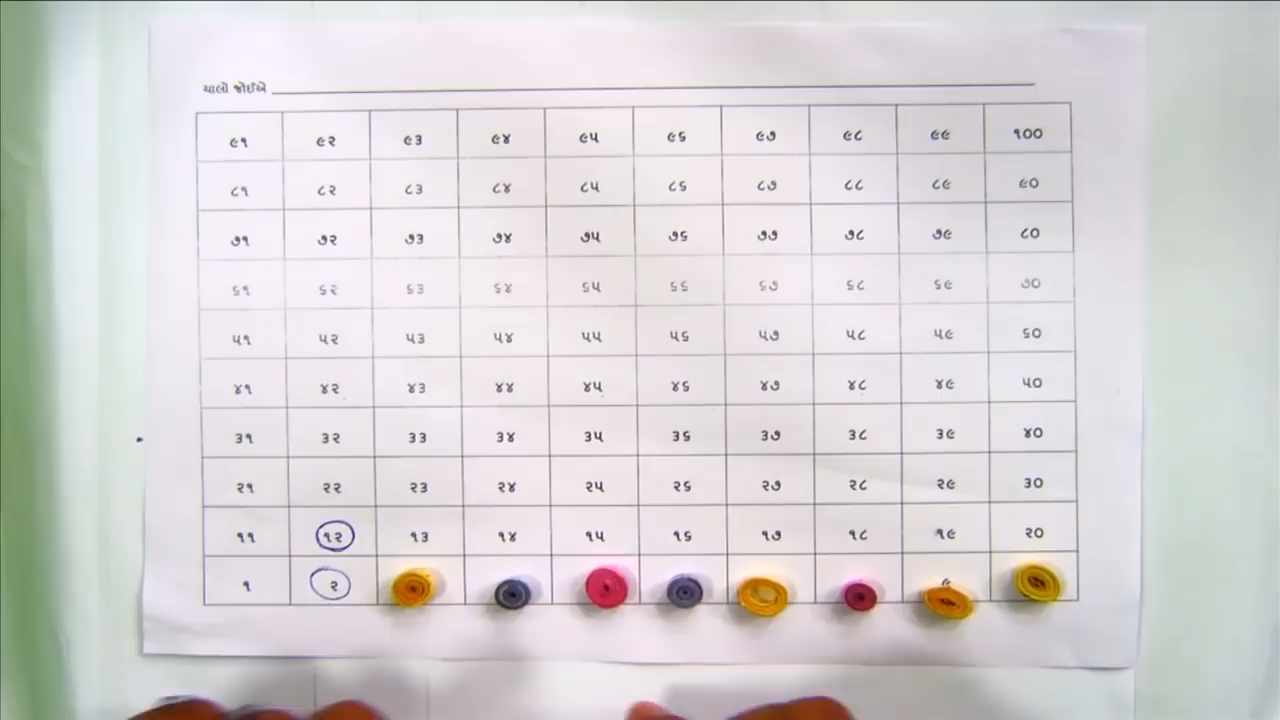 ચાલો જોઈએ
૯૧ ૯૨ ૯૩ ૯૪ ૯૫ ૯૬ ૯૭ ૯૮ ૯૯ ૧૦૦
૮૧ ૮૨ ૮૩ ૮૪ ૮૫ ૮૬ ૮૭ ૮૮ ૮૯ ૯૦
૭૧ ૭૨ ૭૩ ૭૪ ૭૫ ૭૬ ૭૭ ૭૮ ૭૯ ૮૦
૬૧ ૬૨ ૬૩ ૬૪ ૬૫ ૬૬ ૬૭ ૬૮ ૬૯ ૭૦
૫૧ ૫૨ ૫૩ ૫૪ ૫૫ ૫૬ ૫૭ ૫૮ ૫૯ ૬૦
૪૧ ૪૨ ૪૩ ૪૪ ૪૫ ૪૬ ૪૭ ૪૮ ૪૯ ૫૦
૩૧ ૩૨ ૩૩ ૩૪ ૩૫ ૩૬ ૩૭ ૩૮ ૩૯ ૪૦
૨૧ ૨૨ ૨૩ ૨૪ ૨૫ ૨૬ ૨૭ ૨૮ ૨૯ ૩૦
૧૧ ૧૨ ૧૩ ૧૪ ૧૫ ૧૬ ૧૭ ૧૮ ૧૯ ૨૦
૧ ૨